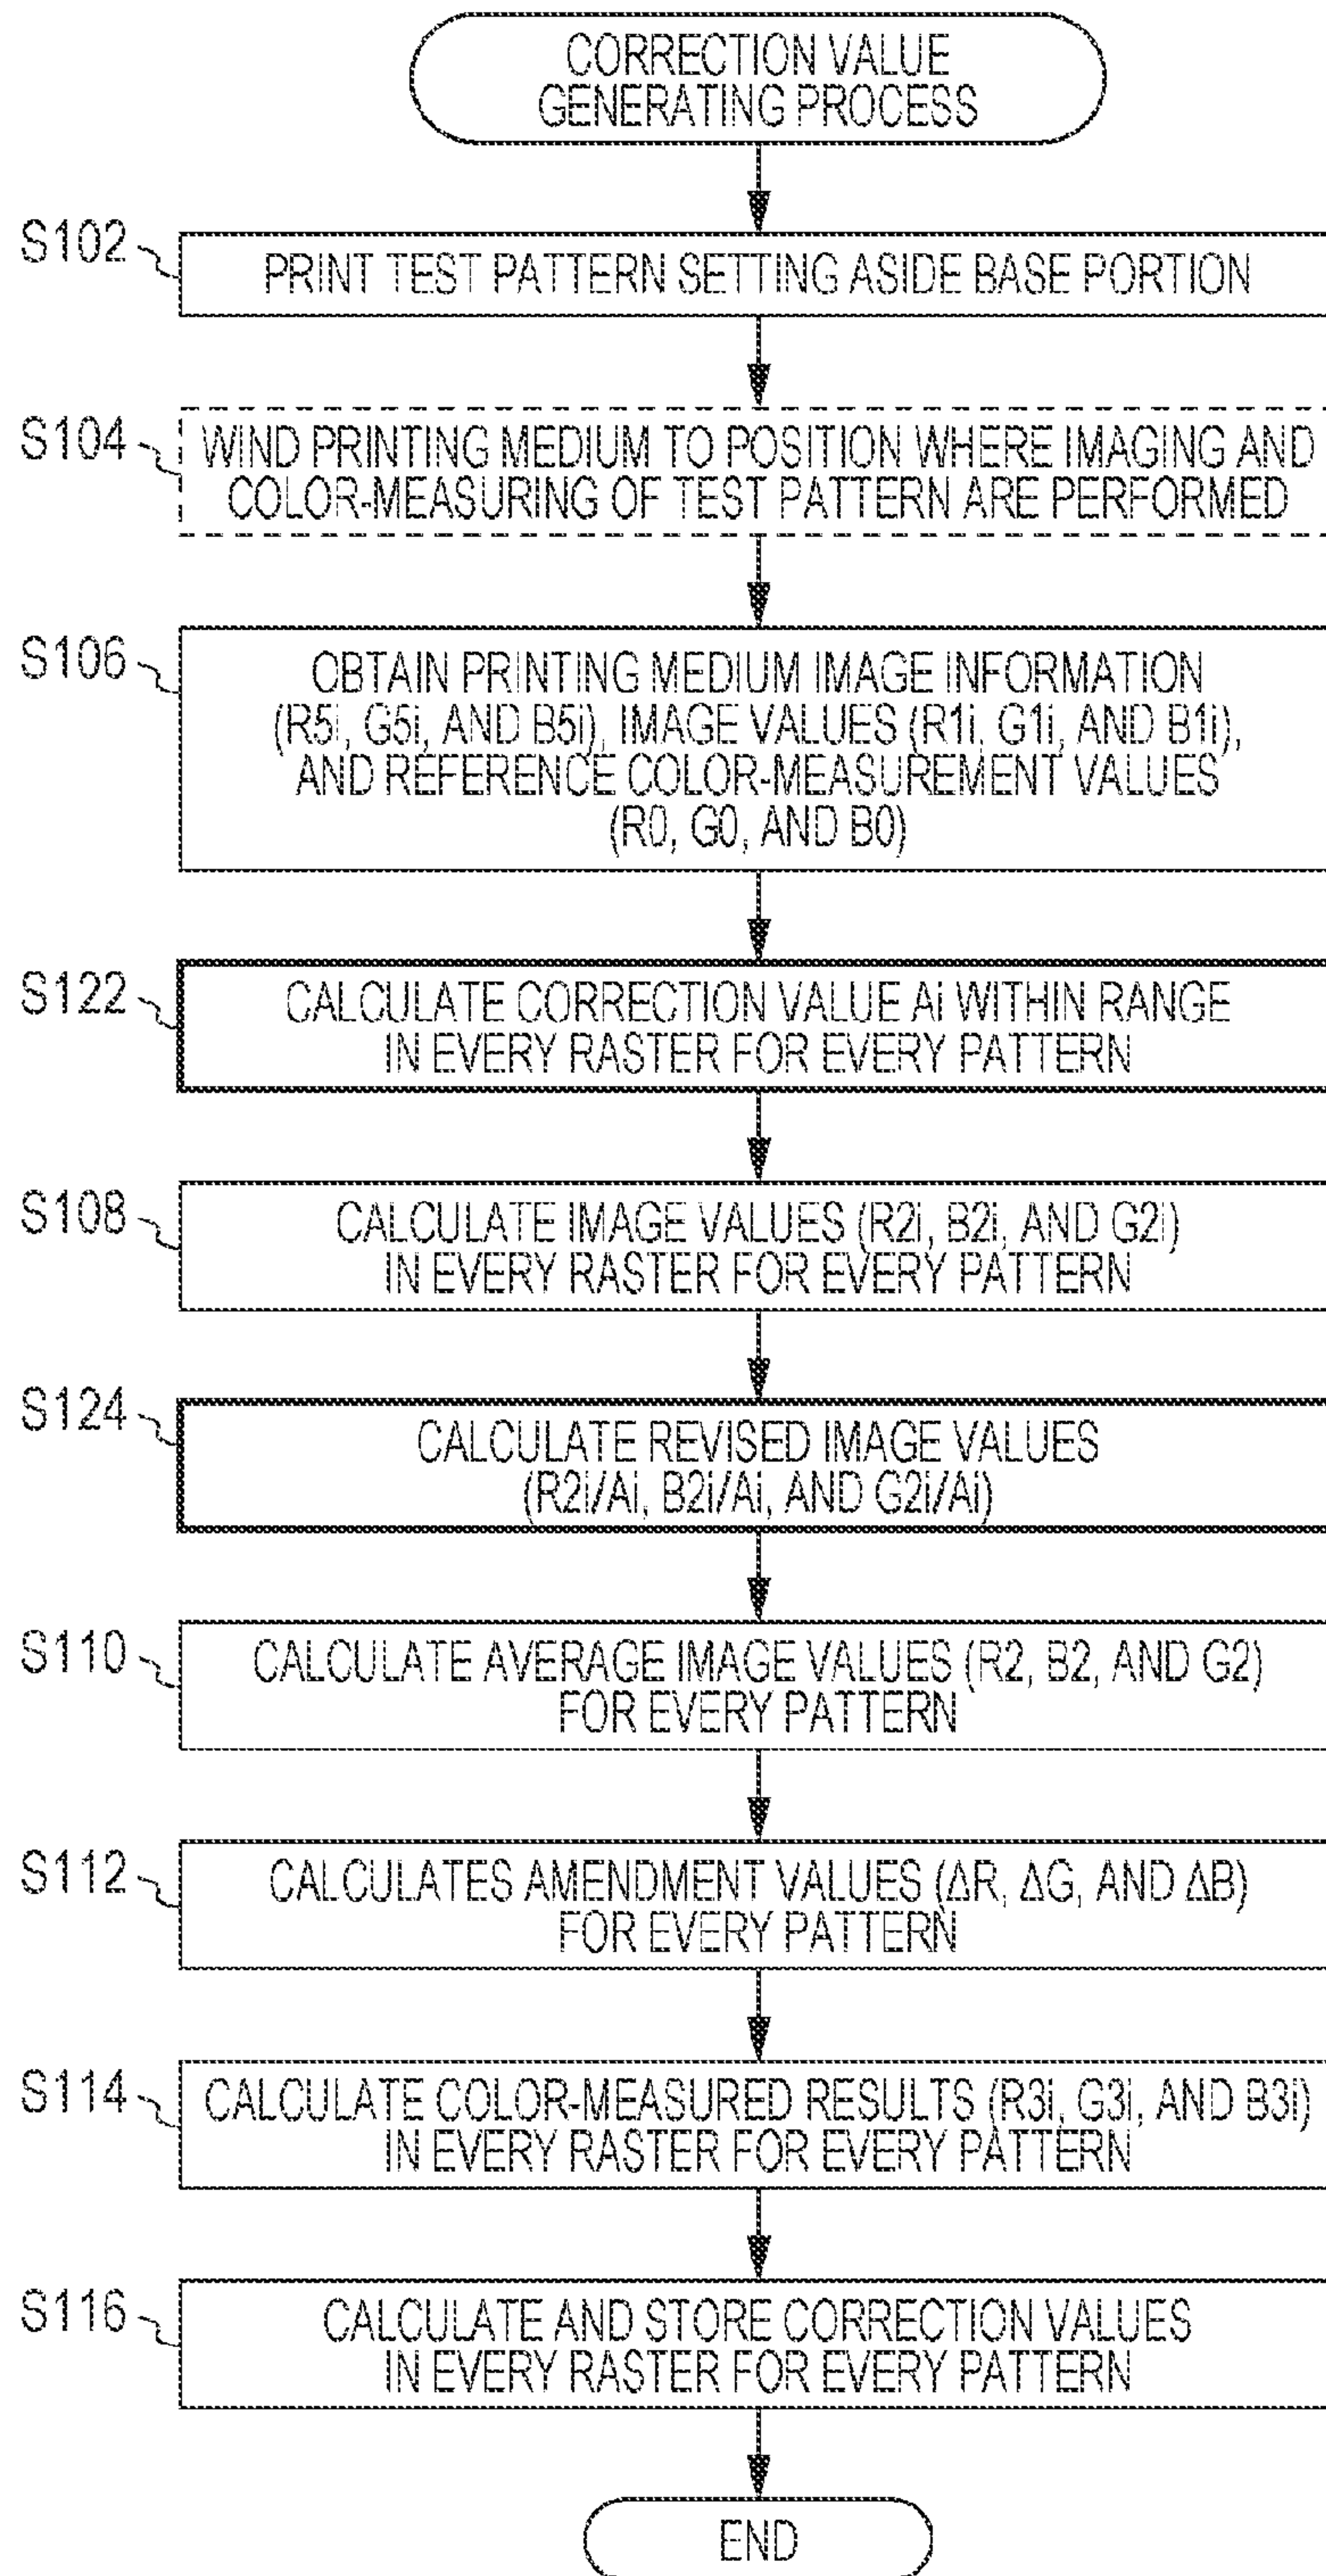 CORRECTION VALUE
GENERATING PROCESS
S102
PRINT TEST PATTERN SETTING ASIDE BASE PORTION
S104
WIND PRINTING MEDIUM TO POSITION WHERE IMAGING AND
COLOR-MEASURING OF TEST PATTERN ARE PERFORMED
S106
OBTAIN PRINTING MEDIUM IMAGE INFORMATION
(R5i, G5i, AND B5i), IMAGE VALUES (R1i, G1i, AND B1i),
AND REFERENCE COLOR-MEASUREMENT VALUES
(R0, G0, AND B0)
S122
CALCULATE CORRECTION VALUE Ai WITHIN RANGE
IN EVERY RASTER FOR EVERY PATTERN
S108
CALCULATE IMAGE VALUES (R2i, B2i, AND G2i)
IN EVERY RASTER FOR EVERY PATTERN
S124
CALCULATE REVISED IMAGE VALUES
(R2i/Ai, B2i/Ai, AND G2i/Ai)
S110
CALCULATE AVERAGE IMAGE VALUES (R2, B2, AND G2)
FOR EVERY PATTERN
S112
CALCULATES AMENDMENT VALUES (ΔR, ΔG, AND ΔB)
FOR EVERY PATTERN
S114
CALCULATE COLOR-MEASURED RESULTS (R3i, G3i, AND B3i)
IN EVERY RASTER FOR EVERY PATTERN
S116
CALCULATE AND STORE CORRECTION VALUES
IN EVERY RASTER FOR EVERY PATTERN
END